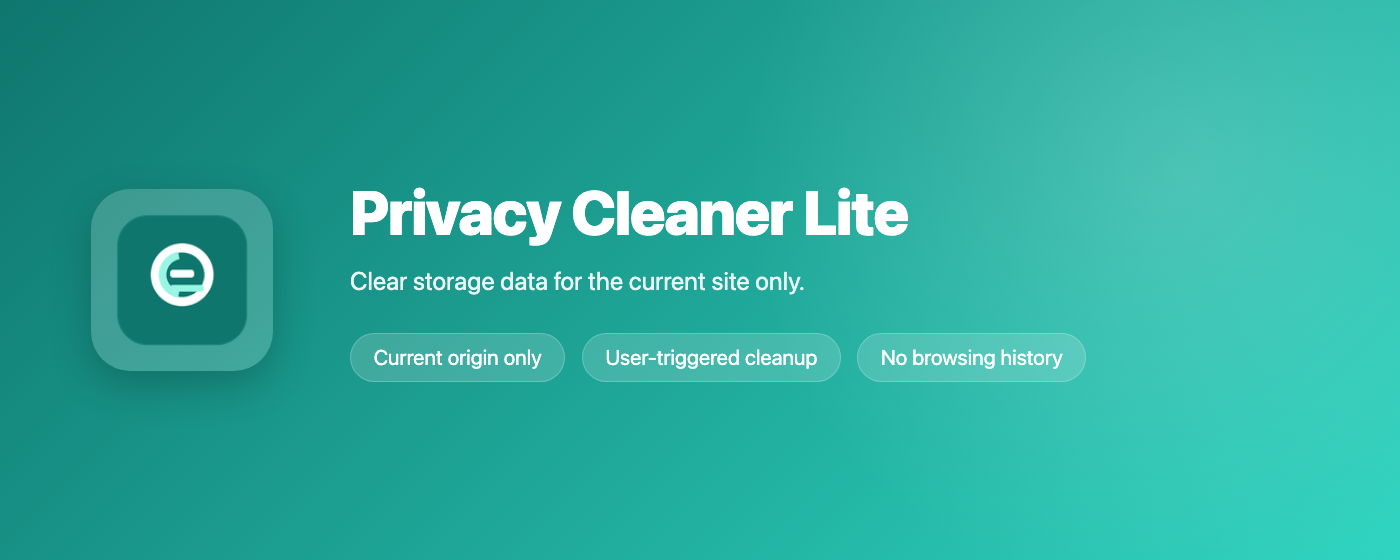 Privacy Cleaner Lite
Clear storage data for the current site only.
Current origin only
User-triggered cleanup
No browsing history